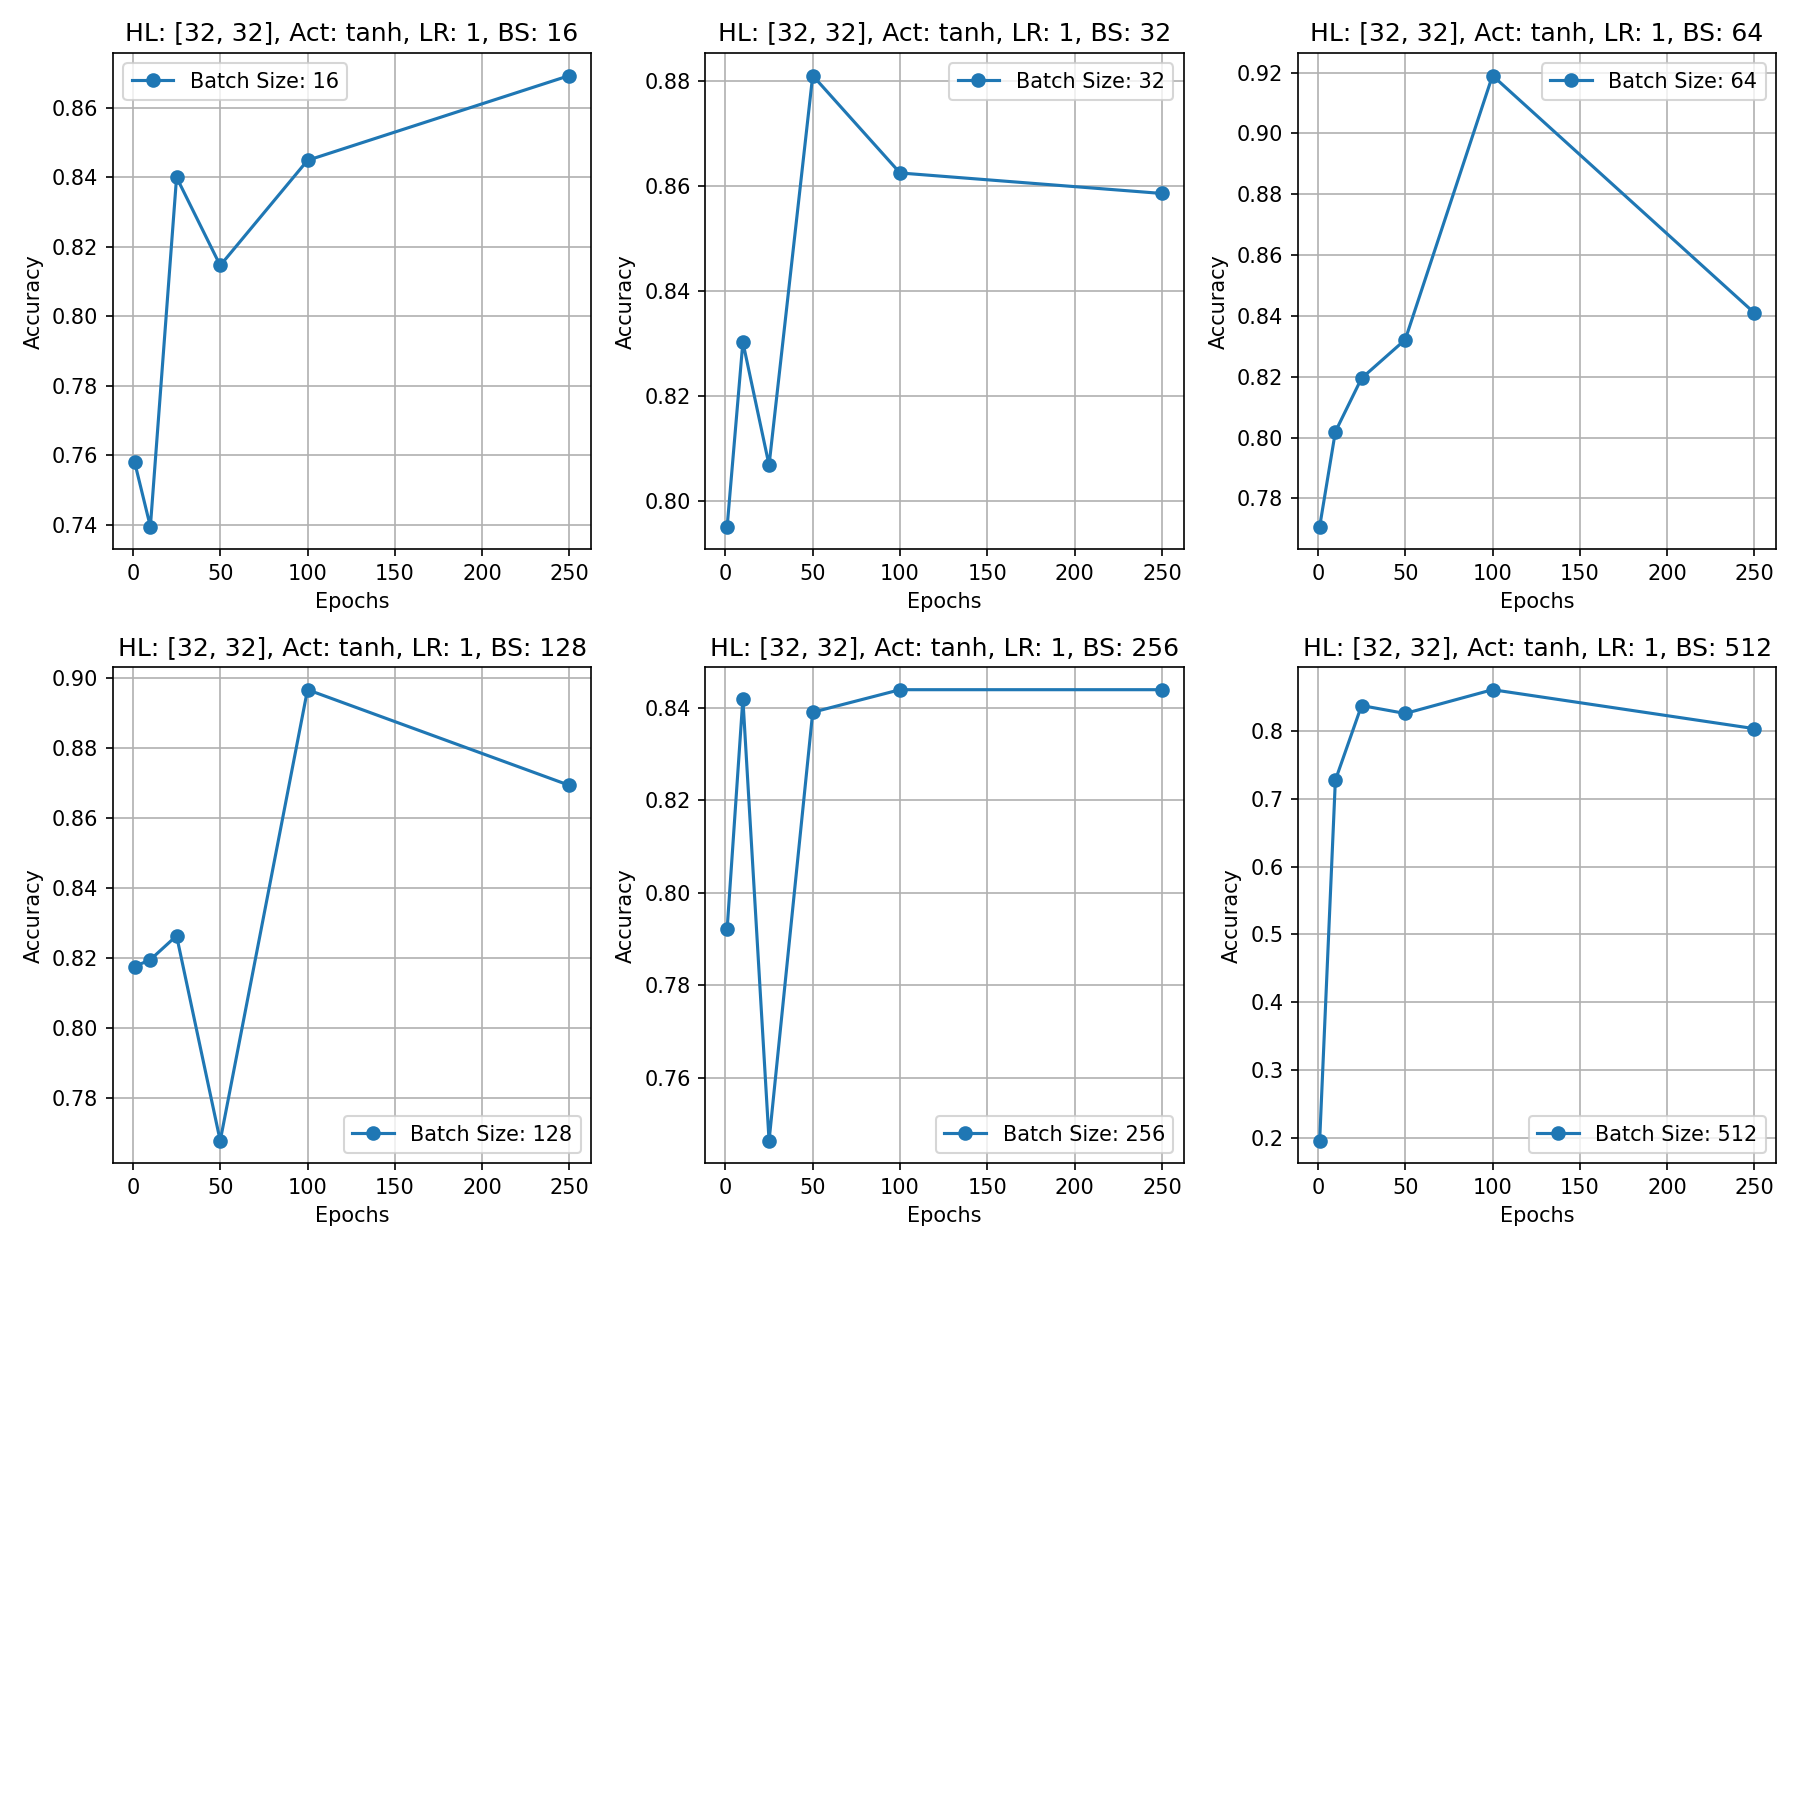 HL: [32, 32], Act: tanh, LR: 1, BS: 16
Batch Size: 16
Accuracy
0.86
0.84
0.82
0.80
0.78
0.76
0.74
0 50 100 150 200 250
Epochs
HL: [32, 32], Act: tanh, LR: 1, BS: 32
Batch Size: 32
Accuracy
0.88
0.86
0.84
0.82
0.80
0 50 100 150 200 250
Epochs
HL: [32, 32], Act: tanh, LR: 1, BS: 64
Batch Size: 64
Accuracy
0.92
0.90
0.88
0.86
0.84
0.82
0.80
0.78
0 50 100 150 200 250
Epochs
HL: [32, 32], Act: tanh, LR: 1, BS: 128
Accuracy
0.90
0.88
0.86
0.84
0.82
0.80
0.78
Batch Size: 128
0 50 100 150 200 250
Epochs
HL: [32, 32], Act: tanh, LR: 1, BS: 256
Accuracy
0.84
0.82
0.80
0.78
0.76
Batch Size: 256
0 50 100 150 200 250
Epochs
HL: [32, 32], Act: tanh, LR: 1, BS: 512
Accuracy
0.8
0.7
0.6
0.5
0.4
0.3
0.2
Batch Size: 512
0 50 100 150 200 250
Epochs